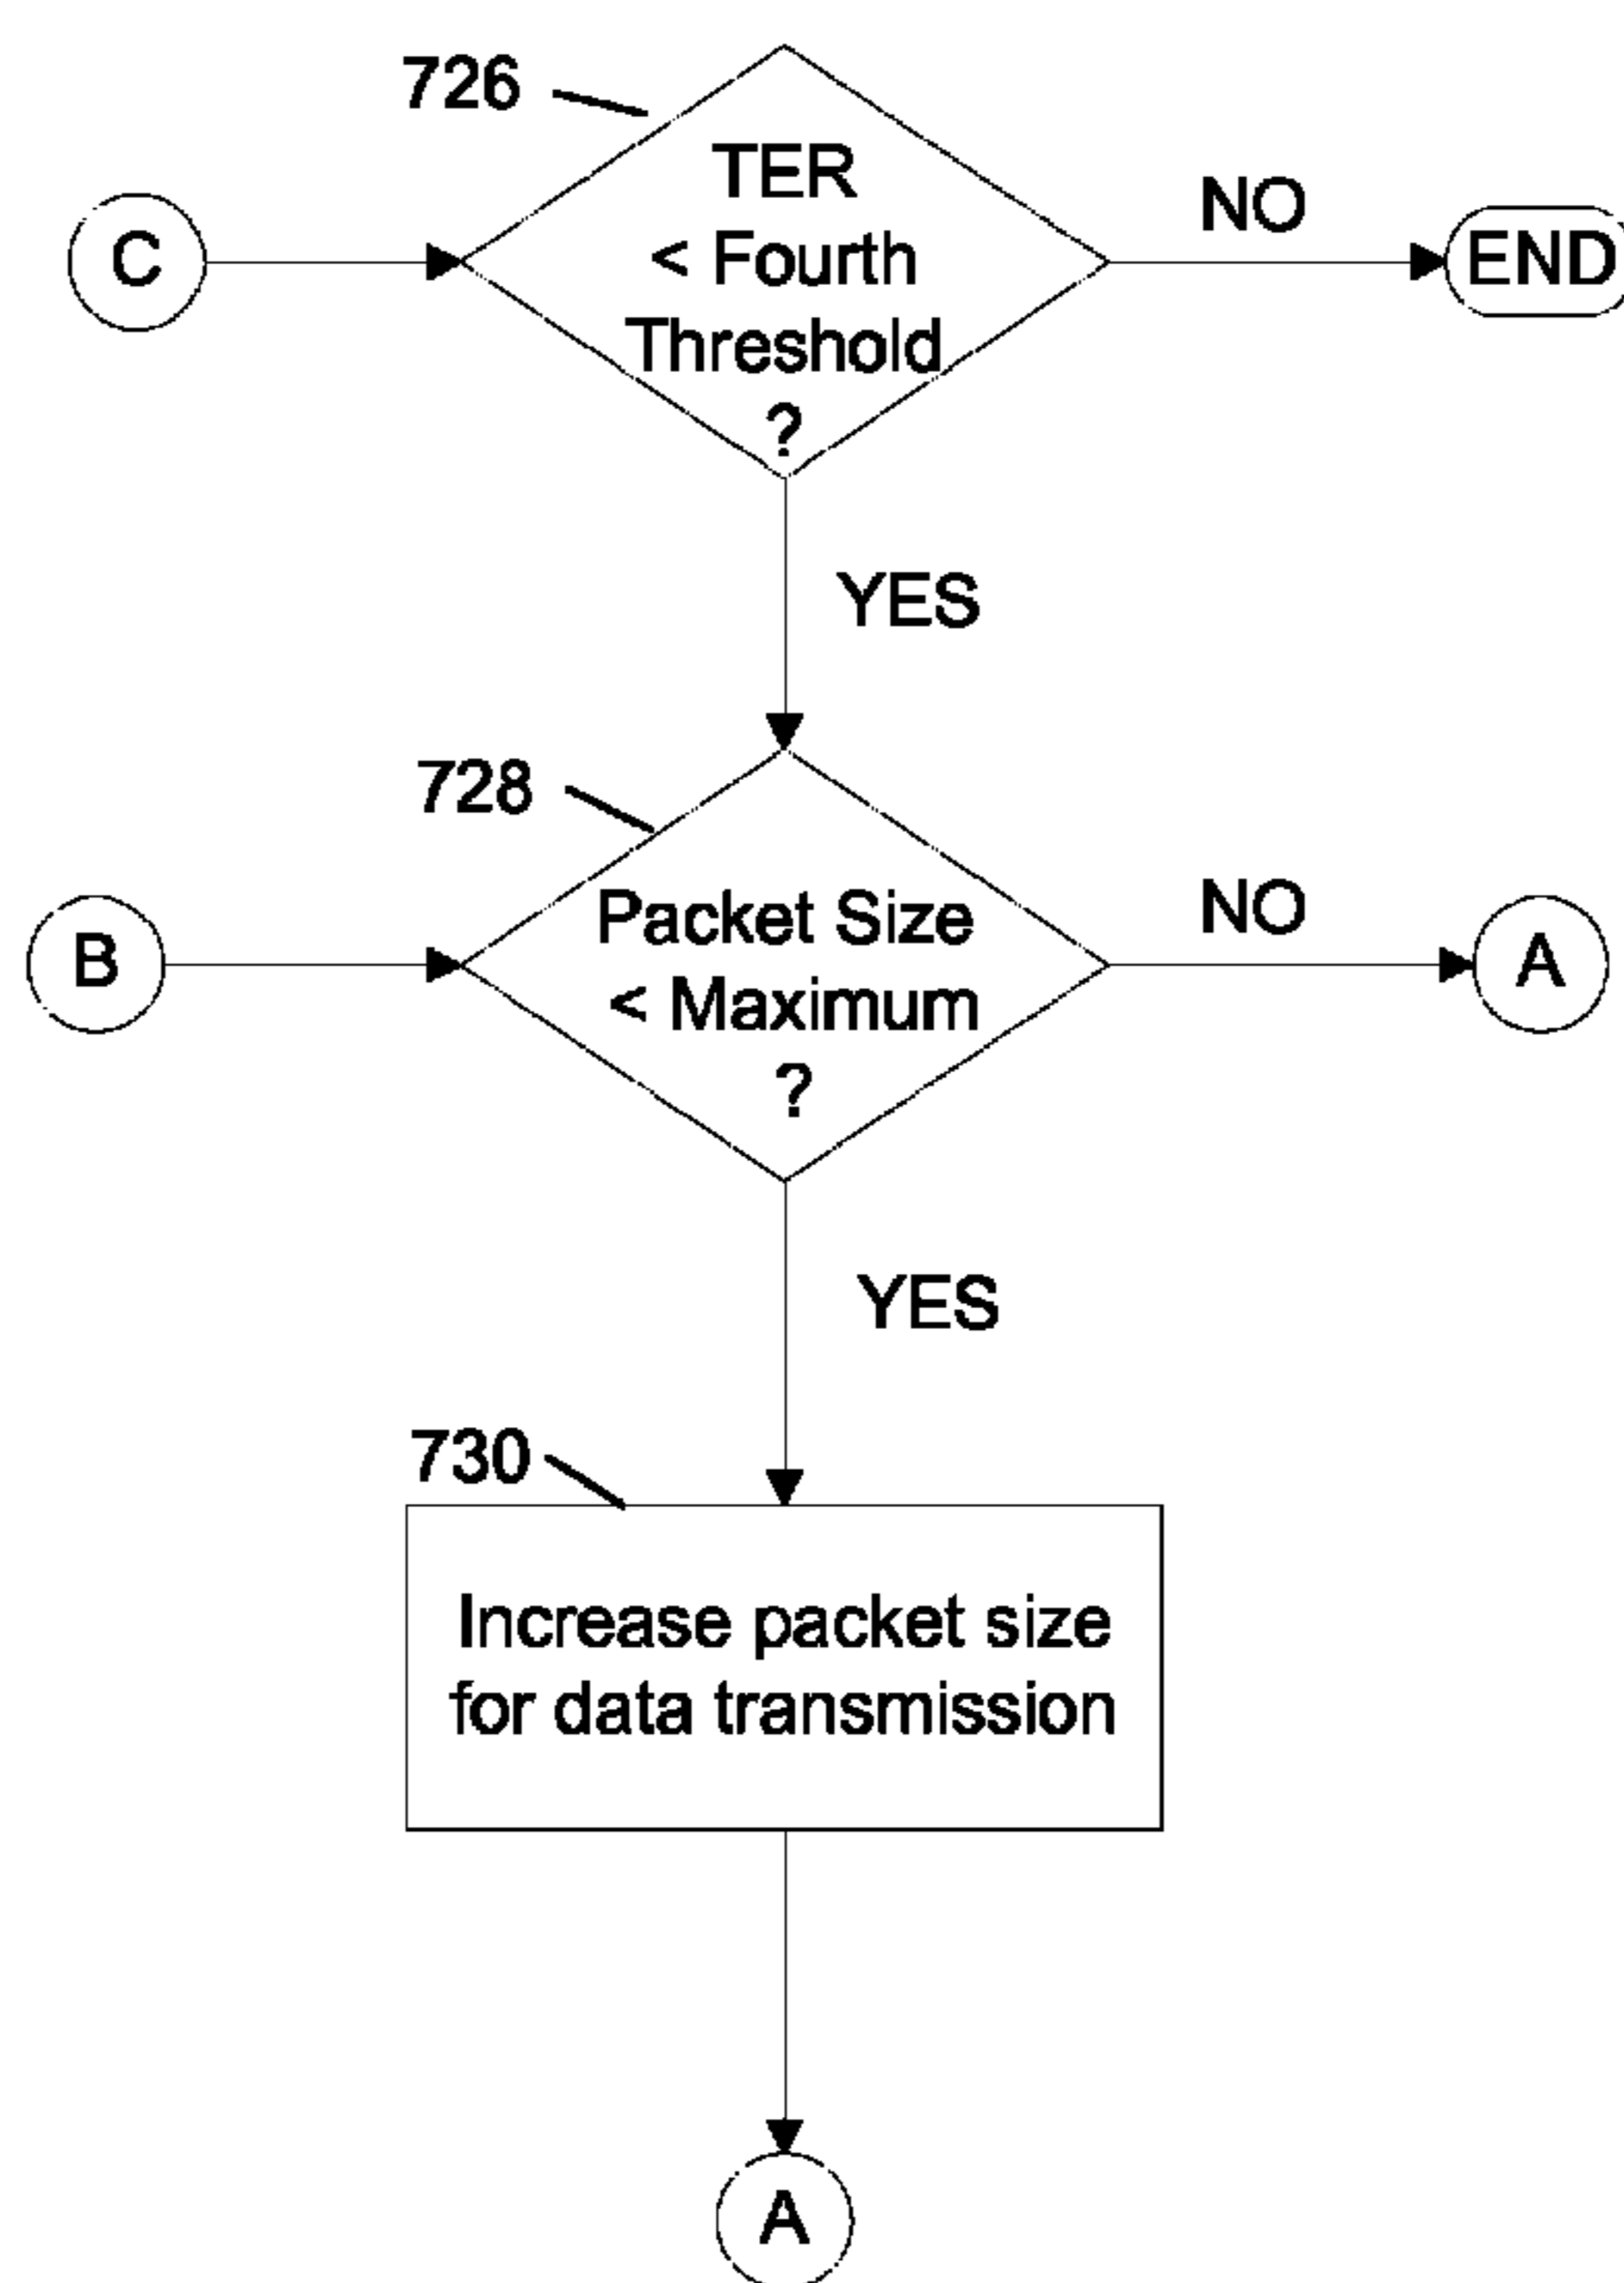 726
TER
< Fourth
Threshold
?
C
NO
END
YES
728
Packet Size
< Maximum
?
B
NO
A
YES
730
Increase packet size
for data transmission
A